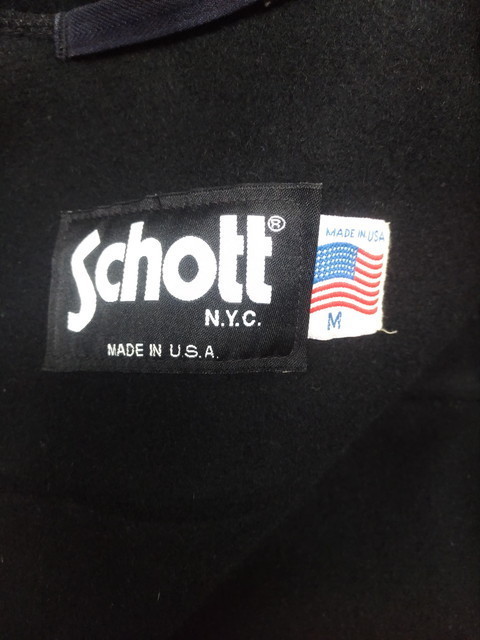 Schott®
N.Y.C.
MADE IN U.S.A.
MADE IN USA
M